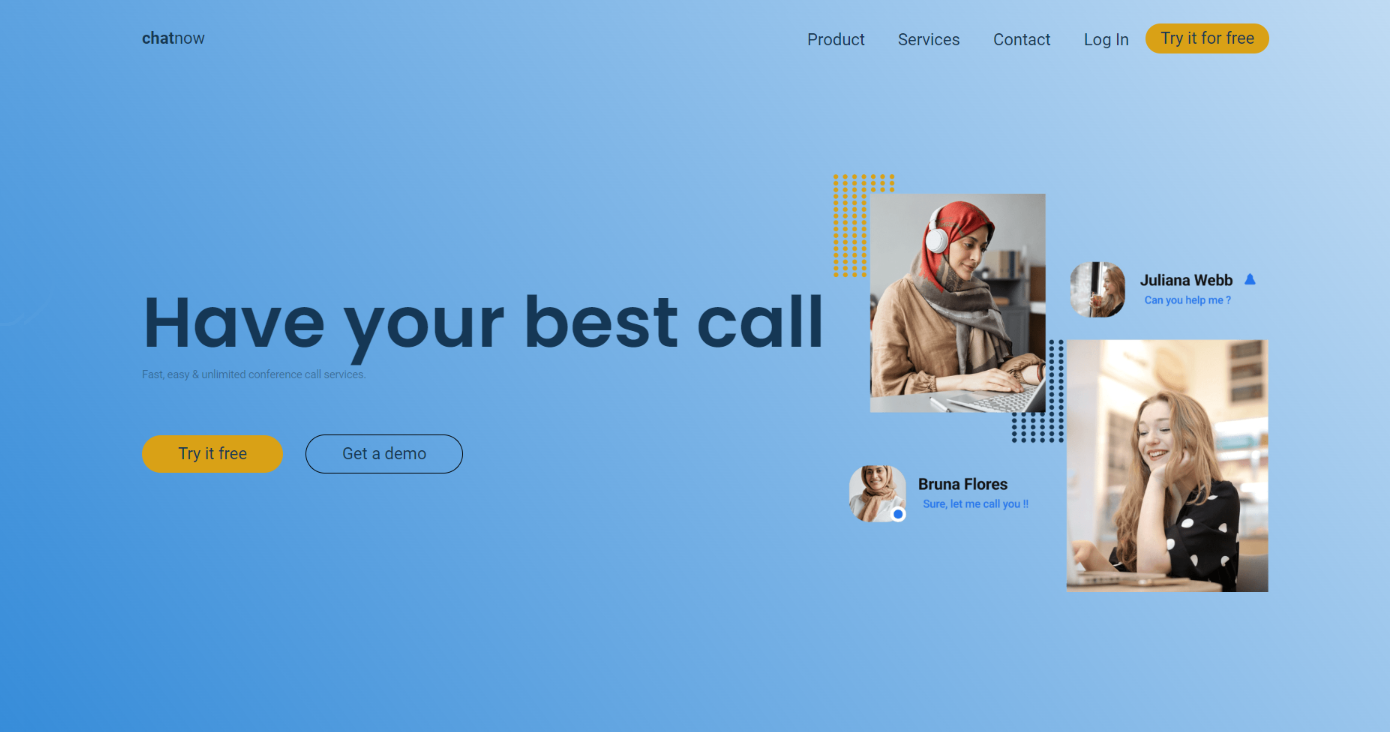 chatnow
Product Services Contact Log In Try it for free
Have your best call
Fast, easy & unlimited conference call services.
Try it free Get a demo
Juliana Webb
Can you help me ?
Bruna Flores
Sure, let me call you !!